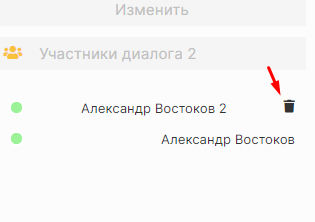 Изменить
Участники диалога 2
Александр Востоков 2
Александр Востоков